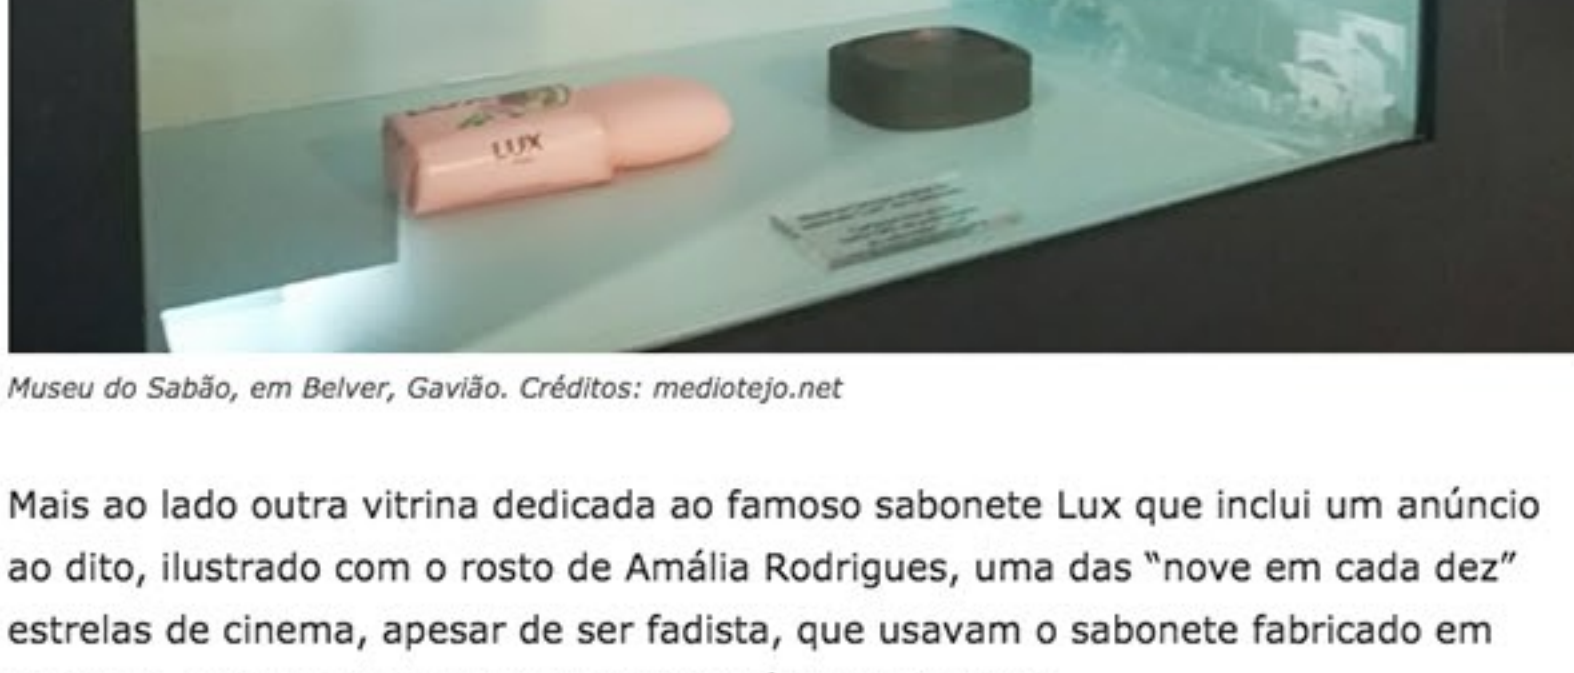 LUX
Museu do Sabão, em Belver, Gavião. Créditos: mediotejo.net
Mais ao lado outra vitrina dedicada ao famoso sabonete Lux que inclui um anúncio
ao dito, ilustrado com o rosto de Amália Rodrigues, uma das “nove em cada dez”
estrelas de cinema, apesar de ser fadista, que usavam o sabonete fabricado em